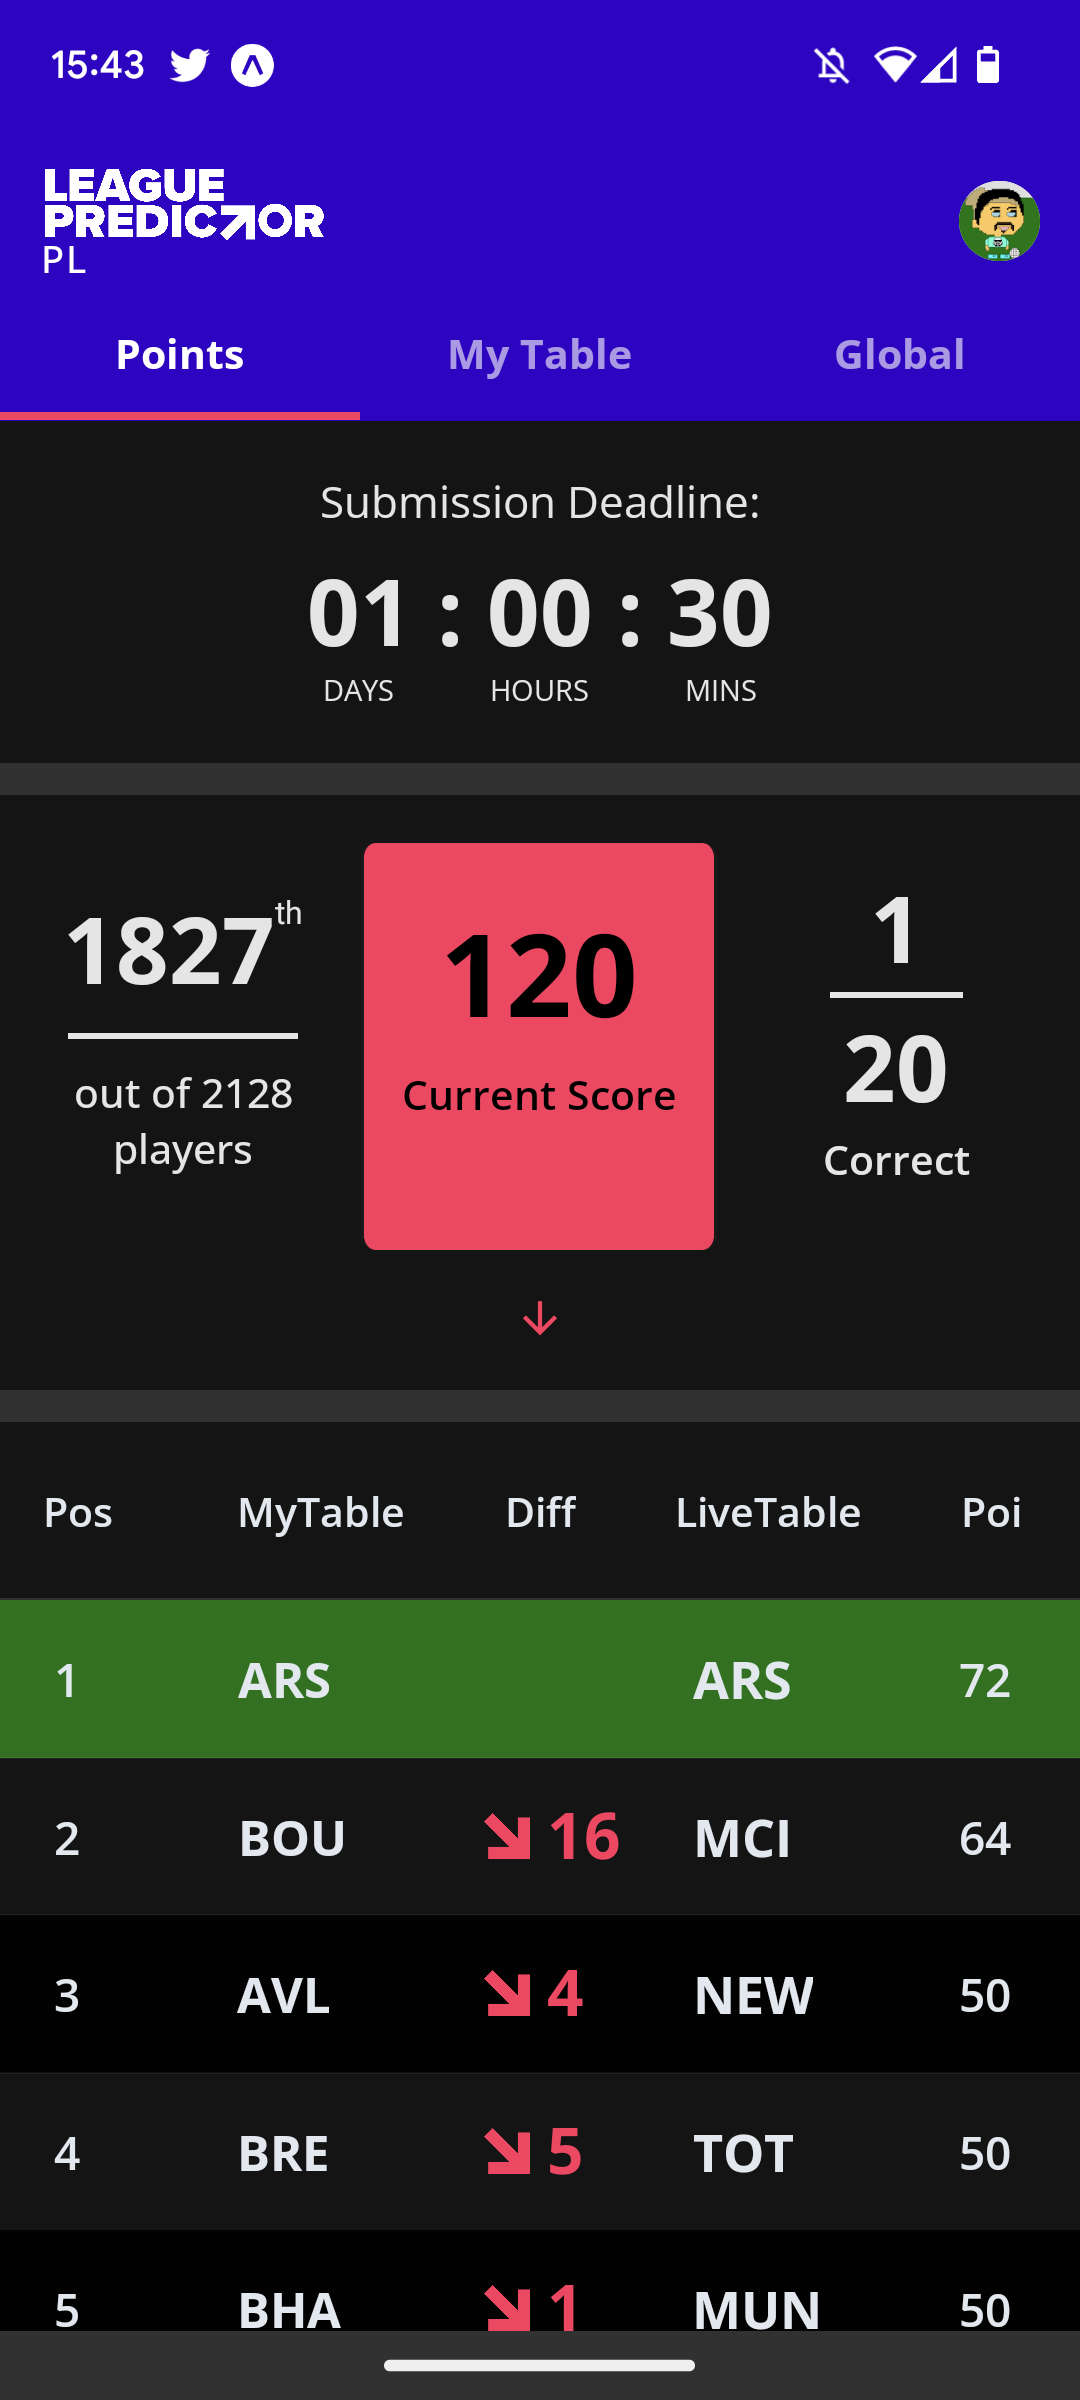 15:43
LEAGUE
PREDICTOR
PL
Points My Table Global
Submission Deadline:
01 : 00 : 30
DAYS HOURS MINS
1827th
out of 2128
players
120
Current Score
1
20
Correct
Pos MyTable Diff LiveTable Poi
1 ARS ARS 72
2 BOU 16 MCI 64
3 AVL 4 NEW 50
4 BRE 5 TOT 50
5 BHA 1 MUN 50